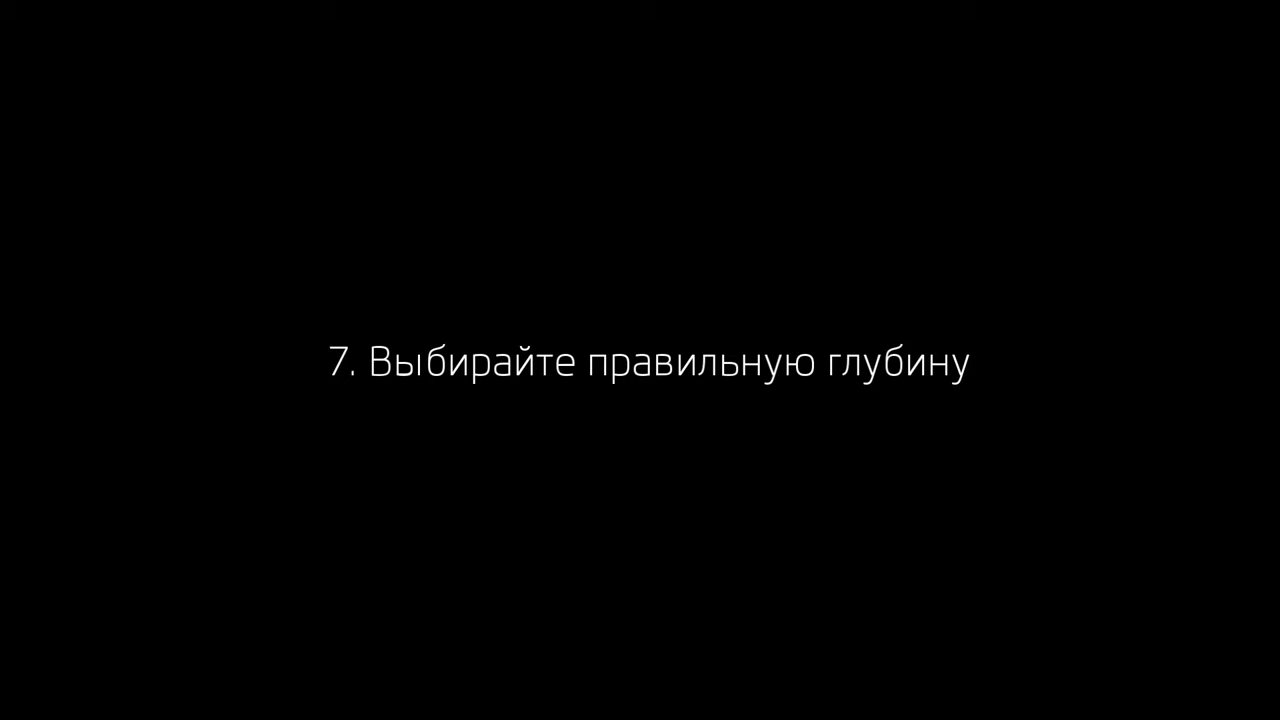 7. Выбирайте правильную глубину